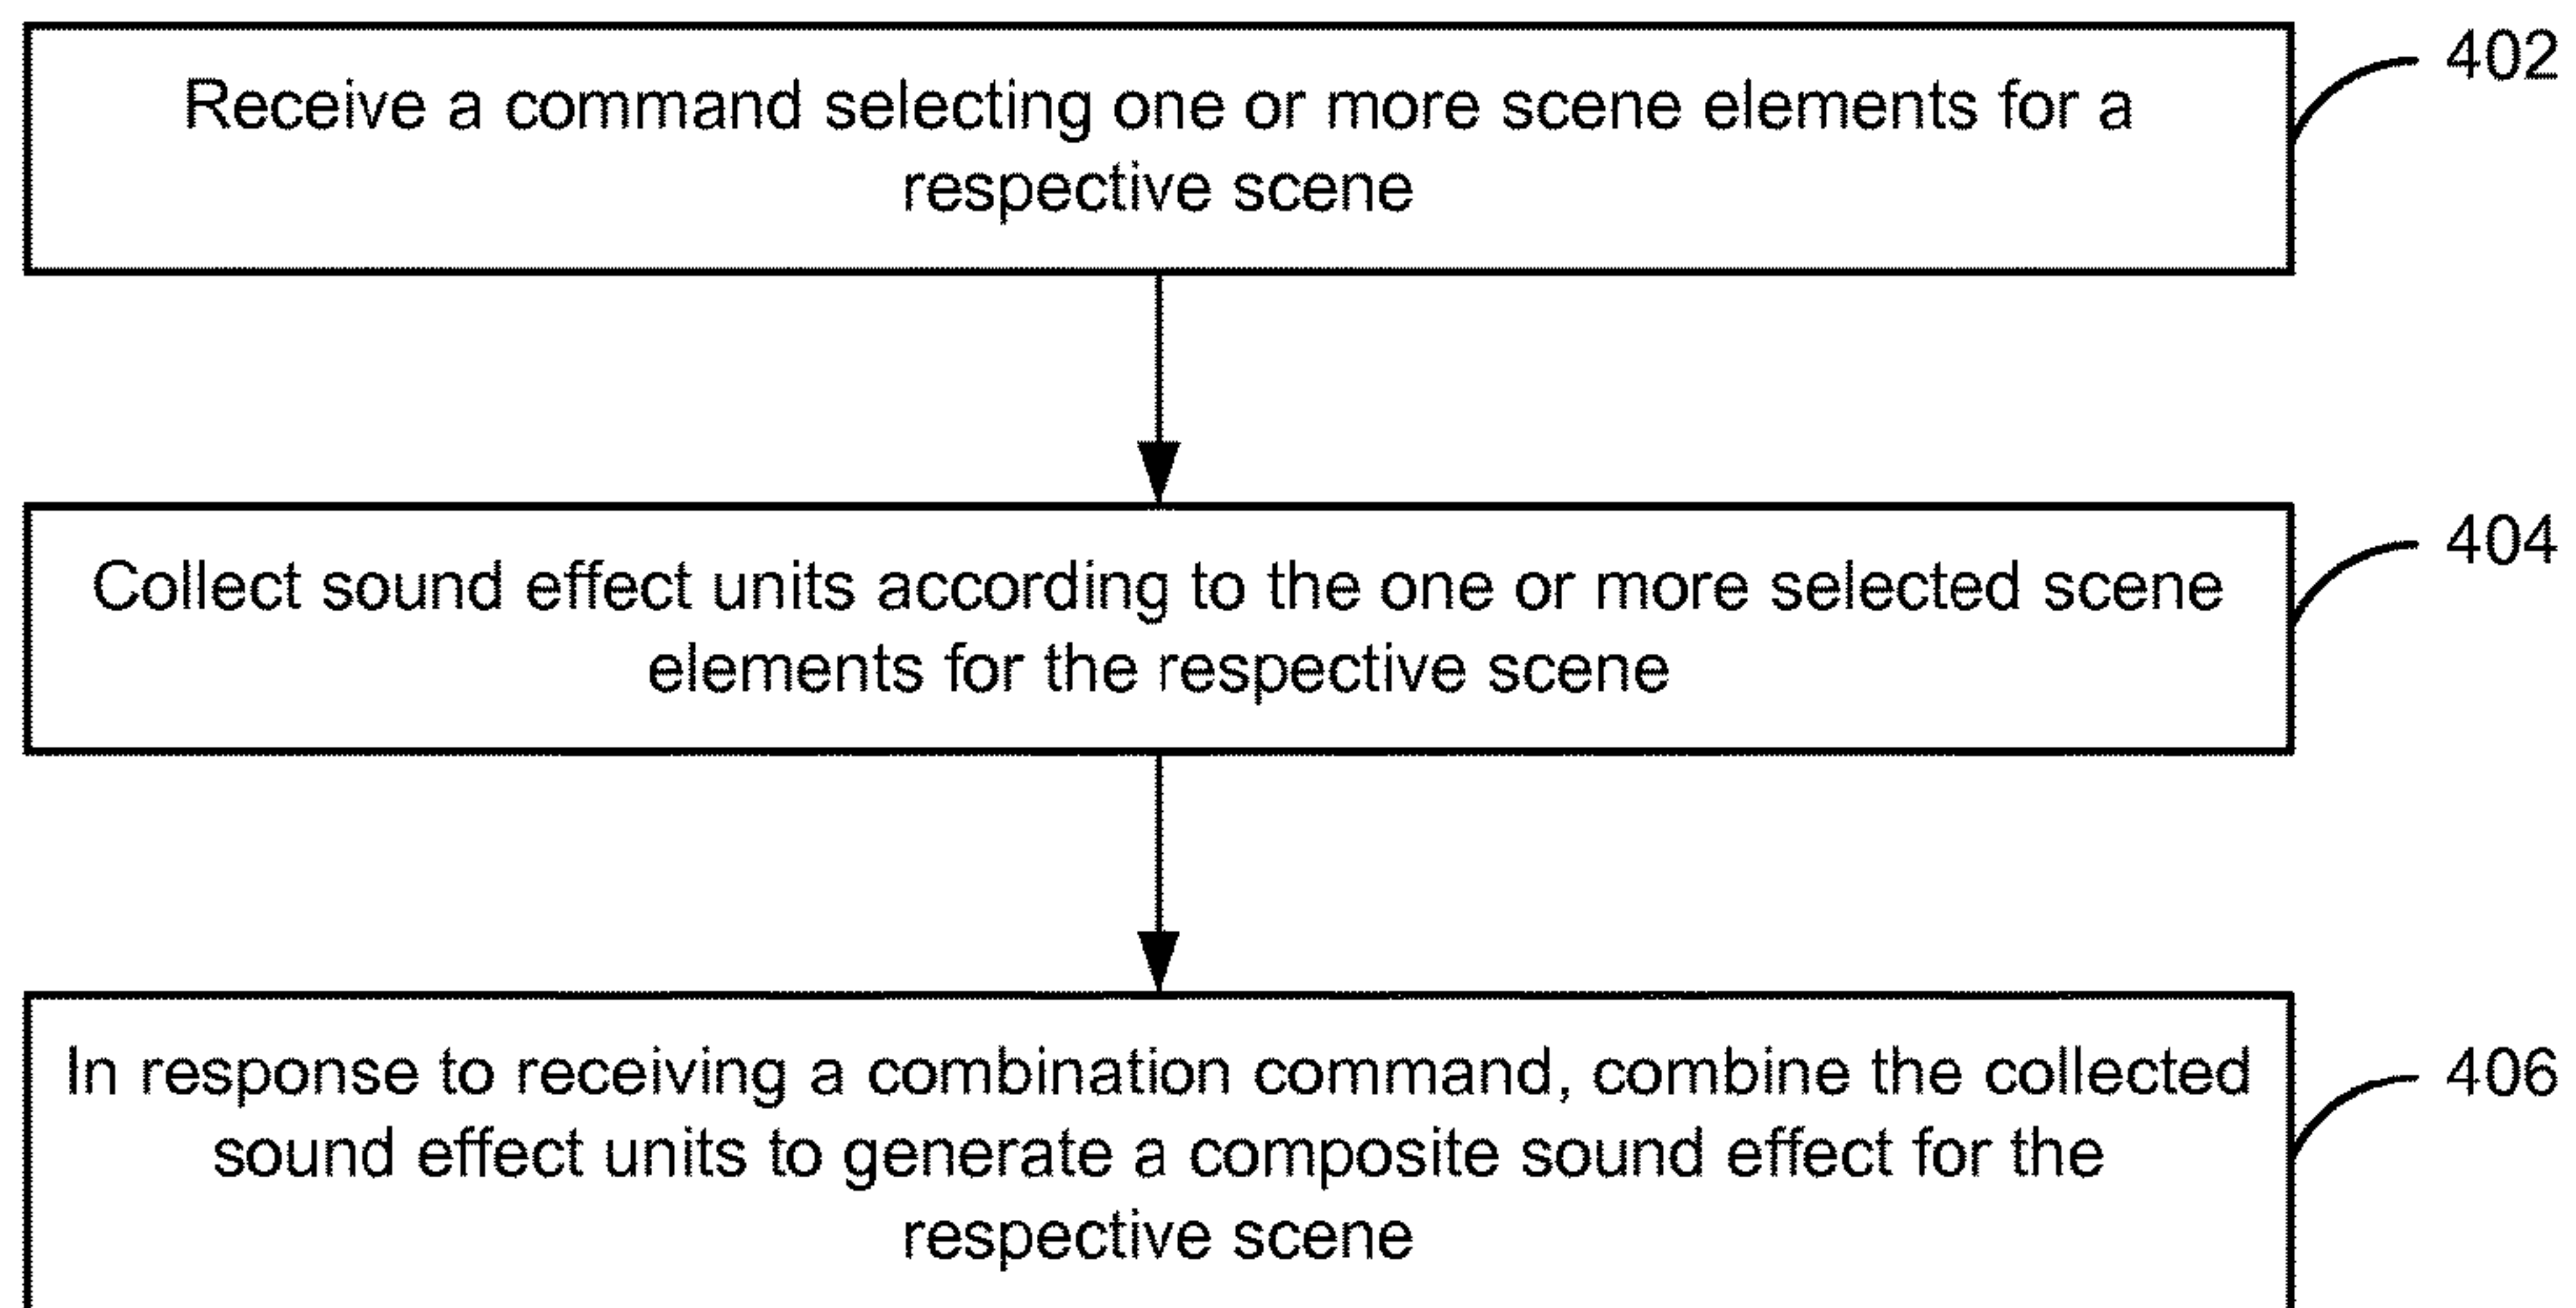 Receive a command selecting one or more scene elements for a
respective scene
402
Collect sound effect units according to the one or more selected scene
elements for the respective scene
404
In response to receiving a combination command, combine the collected
sound effect units to generate a composite sound effect for the
respective scene
406